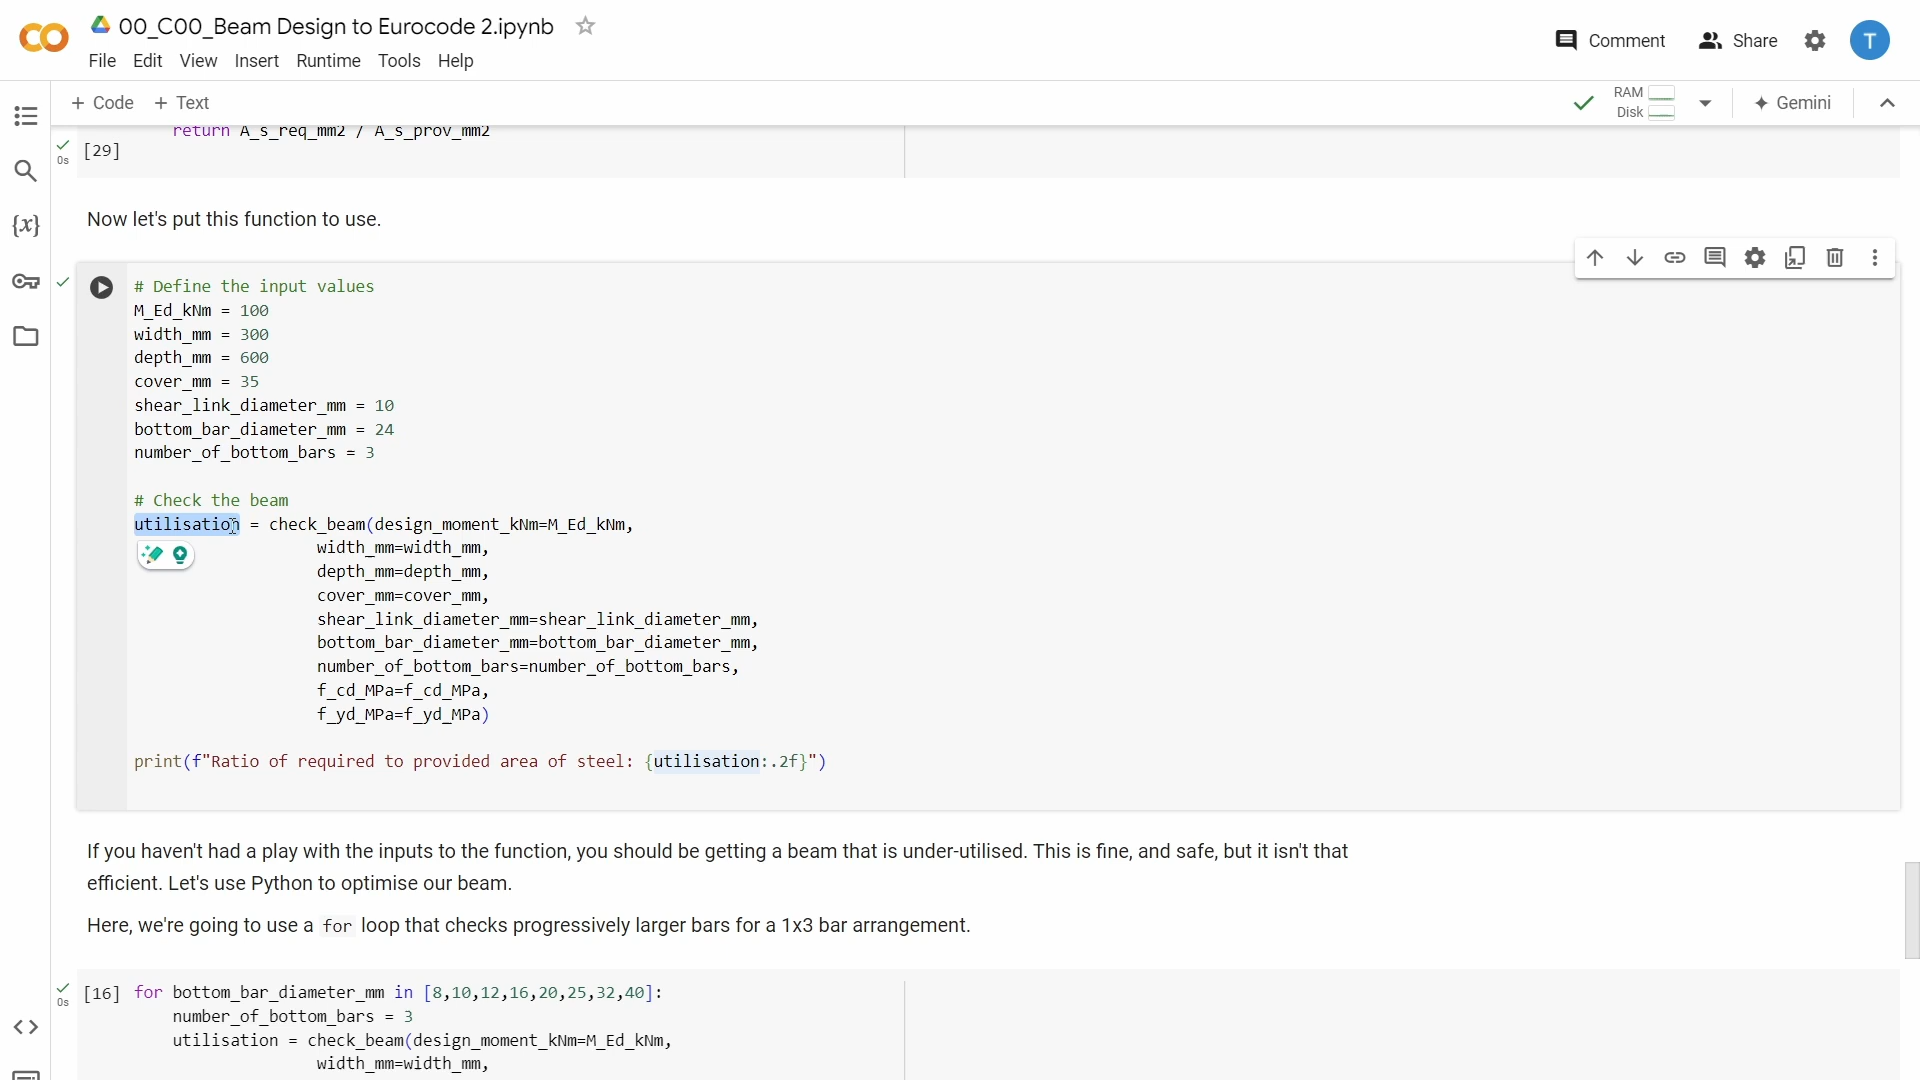 00_C00_Beam Design to Eurocode 2.ipynb
File Edit View Insert Runtime Tools Help
Comment
Share
T
+ Code + Text
RAM
Disk
Gemini
return A_s_req_mm2 / A_s_prov_mm2
0s
[29]
Now let's put this function to use.
{x}
# Define the input values
M_Ed_kNm = 100
width_mm = 300
depth_mm = 600
cover_mm = 35
shear_link_diameter_mm = 10
bottom_bar_diameter_mm = 24
number_of_bottom_bars = 3
# Check the beam
utilisation = check_beam(design_moment_kNm=M_Ed_kNm,
width_mm=width_mm,
depth_mm=depth_mm,
cover_mm=cover_mm,
shear_link_diameter_mm=shear_link_diameter_mm,
bottom_bar_diameter_mm=bottom_bar_diameter_mm,
number_of_bottom_bars=number_of_bottom_bars,
f_cd_MPa=f_cd_MPa,
f_yd_MPa=f_yd_MPa)
print(f"Ratio of required to provided area of steel: {utilisation:.2f}")
If you haven't had a play with the inputs to the function, you should be getting a beam that is under-utilised. This is fine, and safe, but it isn't that
efficient. Let's use Python to optimise our beam.
Here, we're going to use a for loop that checks progressively larger bars for a 1x3 bar arrangement.
0s
[16] for bottom_bar_diameter_mm in [8,10,12,16,20,25,32,40]:
number_of_bottom_bars = 3
utilisation = check_beam(design_moment_kNm=M_Ed_kNm,
width_mm=width_mm,